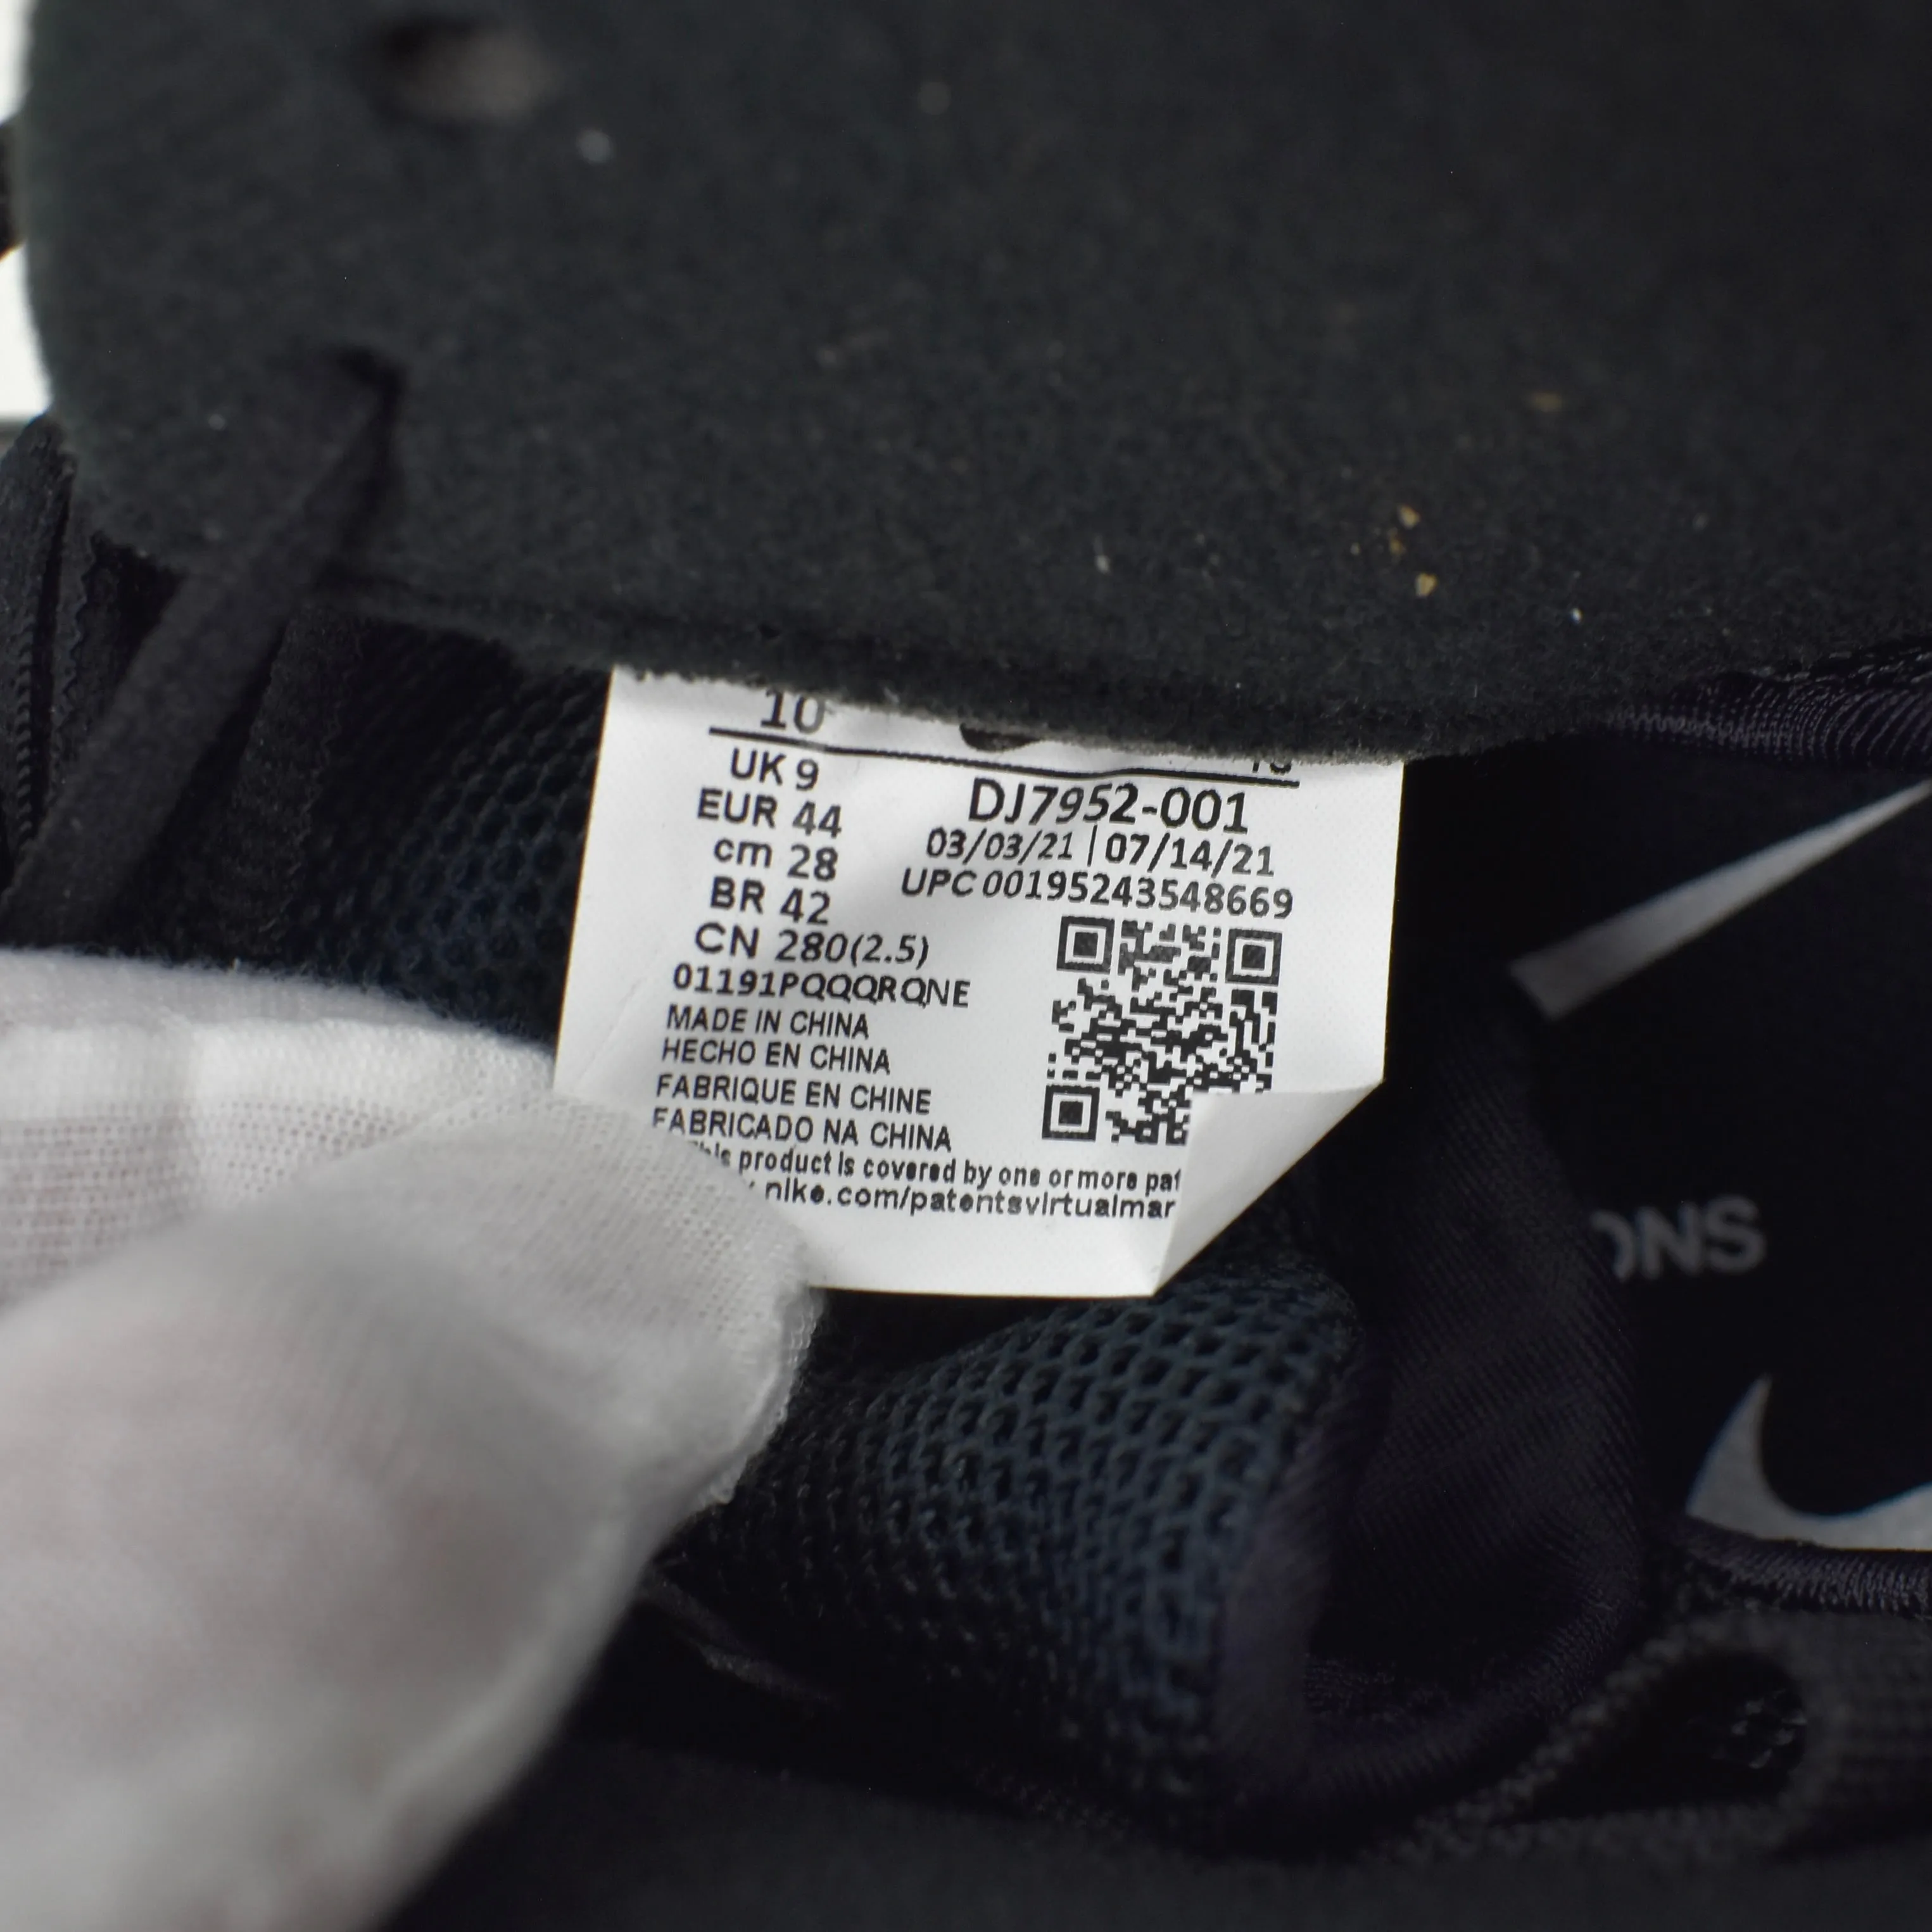 10
UK 9
EUR 44
cm 28
BR 42
CN 280(2.5)
DJ7952-001
03/03/21 | 07/14/21
UPC 00195243548669
01191PQQQRQNE
MADE IN CHINA
HECHO EN CHINA
FABRIQUE EN CHINE
FABRICADO NA CHINA
product is covered by one or more
nike.com/patentsvirtualmar
ONS